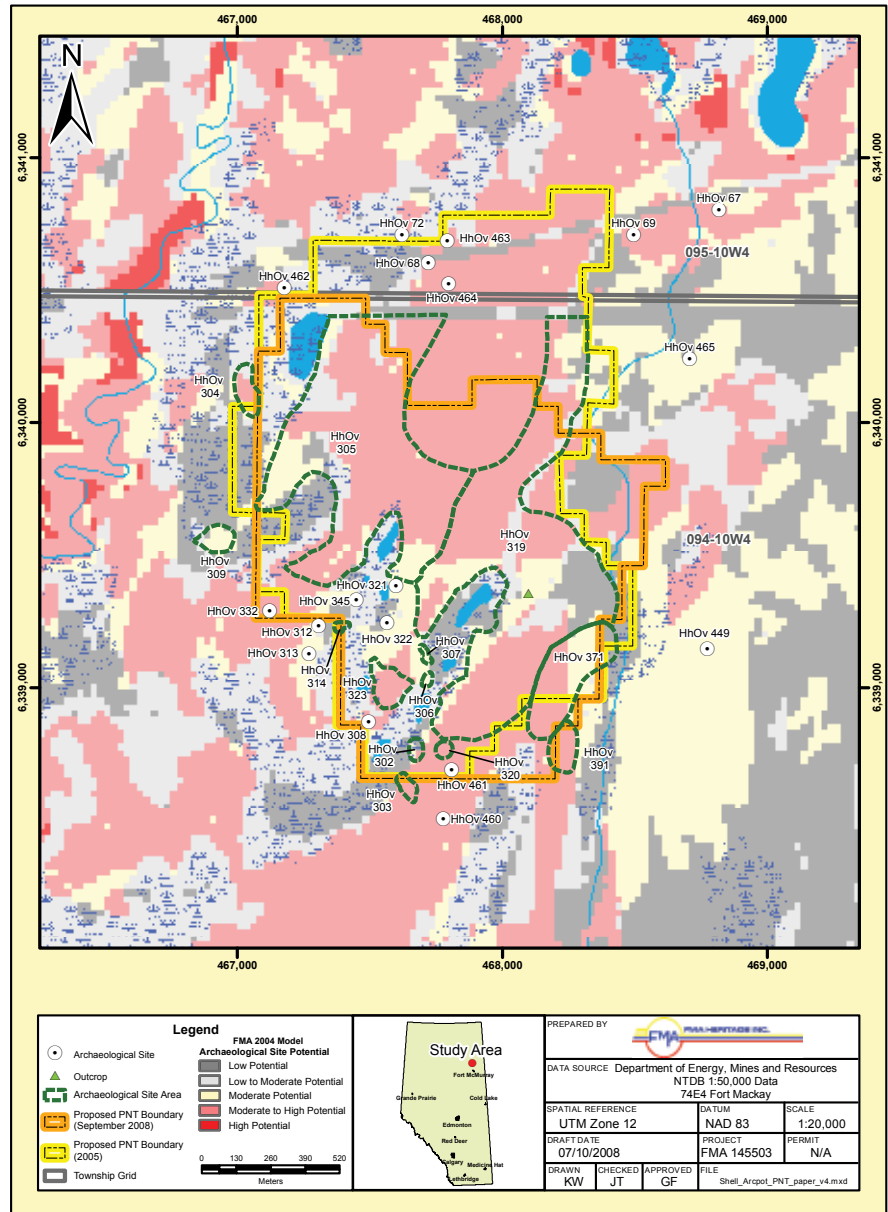 467,000
468,000
469,000
N
6,341,000
6,341,000
HhOv 67
HhOv 72
HhOv 69
HhOv 463
095-10W4
HhOv 68
HhOv 462
HhOv 464
HhOv 465
HhOv
304
6,340,000
6,340,000
HhOv
305
HhOv
319
094-10W4
HhOv
309
HhOv 321
HhOv 345
HhOv 332
HhOv 312
HhOv 322
HhOv
307
HhOv 449
HhOv 313
HhOv
314
HhOv 371
HhOv
323
6,339,000
6,339,000
HhOv
306
HhOv 308
HhOv
302
HhOv
320
HhOv
391
HhOv 461
HhOv
303
HhOv 460
467,000
468,000
469,000
Legend
Archaeological Site
Outcrop
Archaeological Site Area
Proposed PNT Boundary
(September 2008)
Proposed PNT Boundary
(2005)
Township Grid
FMA 2004 Model
Archaeological Site Potential
Low Potential
Low to Moderate Potential
Moderate Potential
Moderate to High Potential
High Potential
0 130 260 390 520
Meters
Study Area
Fort McMurray
Grande Prairie
Cold Lake
Edmonton
Red Deer
Calgary
Medicine Hat
Lethbridge
PREPARED BY
FMA
FMA HERITAGE INC.
DATA SOURCE Department of Energy, Mines and Resources
NTDB 1:50,000 Data
74E4 Fort Mackay
SPATIAL REFERENCE
UTM Zone 12
DATUM
NAD 83
SCALE
1:20,000
DRAFT DATE
07/10/2008
PROJECT
FMA 145503
PERMIT
N/A
DRAWN
KW
CHECKED
JT
APPROVED
GF
FILE
Shell_Arcpot_PNT_paper_v4.mxd